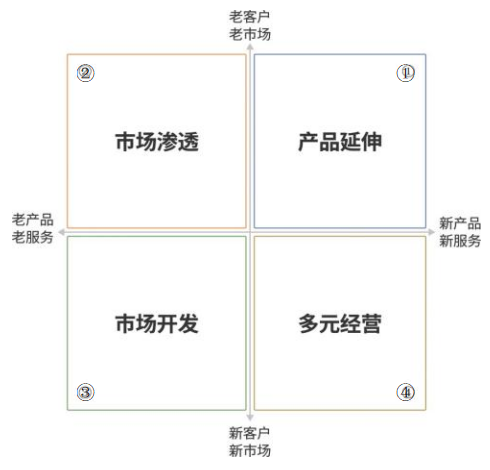 老客户
老市场
②
①
市场渗透
产品延伸
老产品
老服务
新产品
新服务
市场开发
多元经营
③
④
新客户
新市场